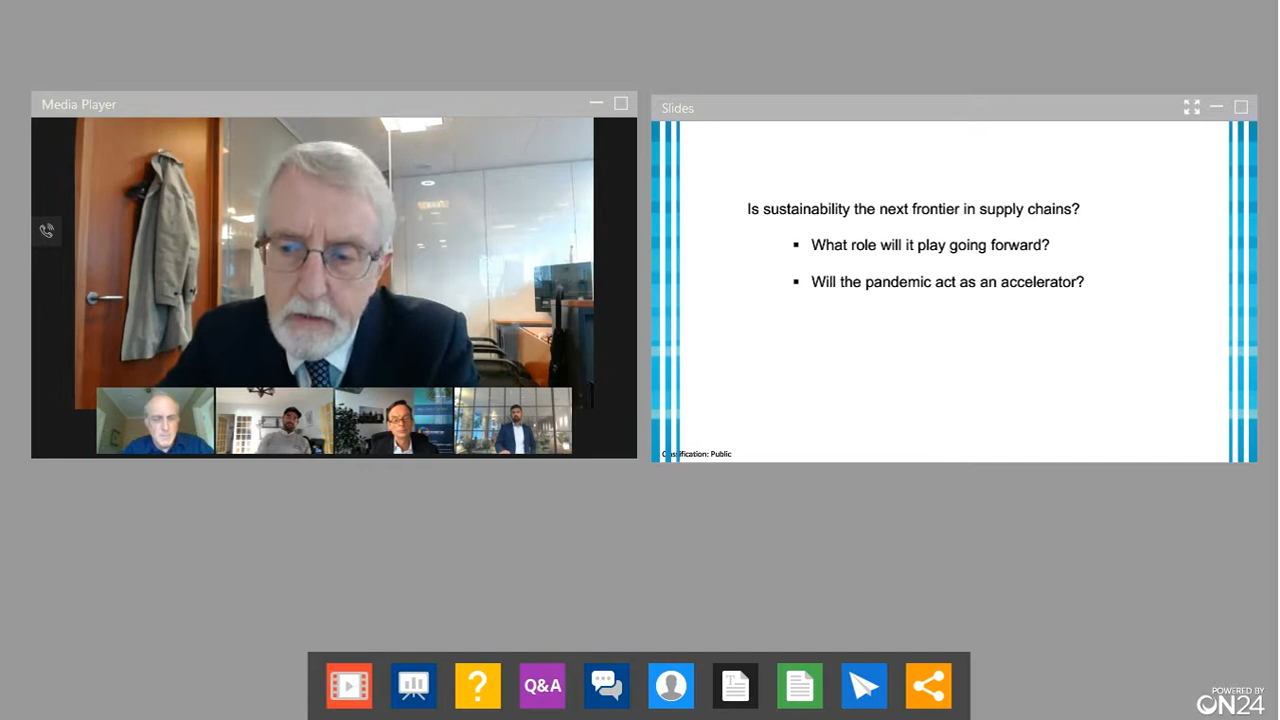 Media Player
Slides
Is sustainability the next frontier in supply chains?
▪ What role will it play going forward?
▪ Will the pandemic act as an accelerator?
Classification: Public
?
Q&A
T
POWERED BY
ON24